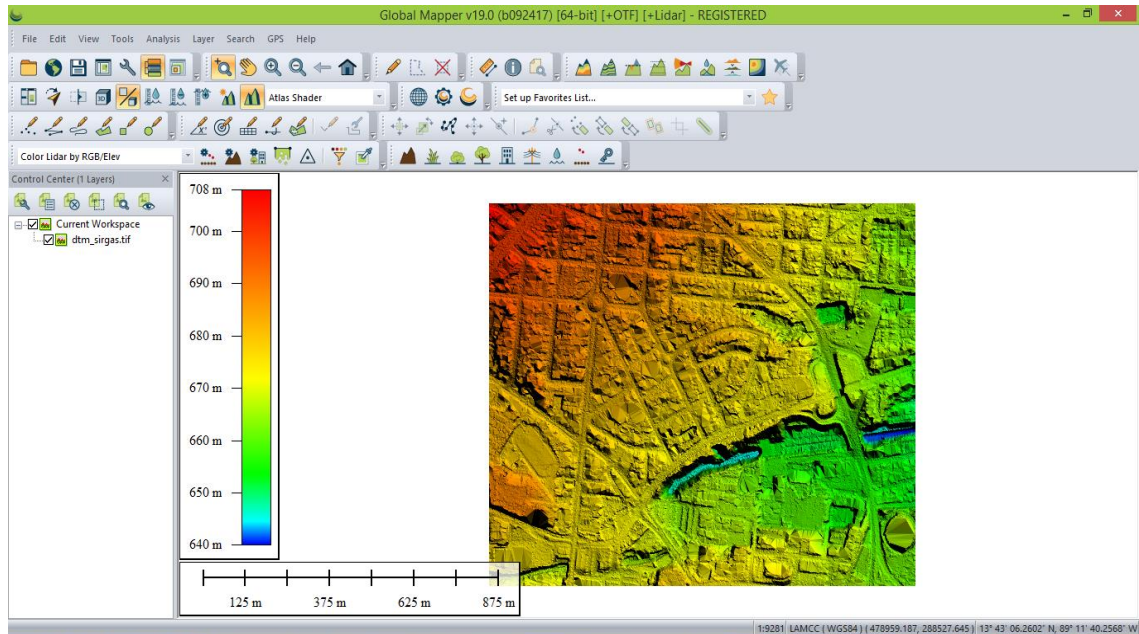 Global Mapper v19.0 (b092417) [64-bit] [+OTF] [+Lidar] - REGISTERED
File Edit View Tools Analysis Layer Search GPS Help
Atlas Shader
Set up Favorites List...
Color Lidar by RGB/Elev
Control Center (1 Layers)
Current Workspace
dtm_sirgas.tif
708 m
700 m
690 m
680 m
670 m
660 m
650 m
640 m
125 m 375 m 625 m 875 m
1:9281 LAMCC ( WGS84 ) ( 478959.187, 288527.645 ) 13° 43' 06.2602" N, 89° 11' 40.2568" W